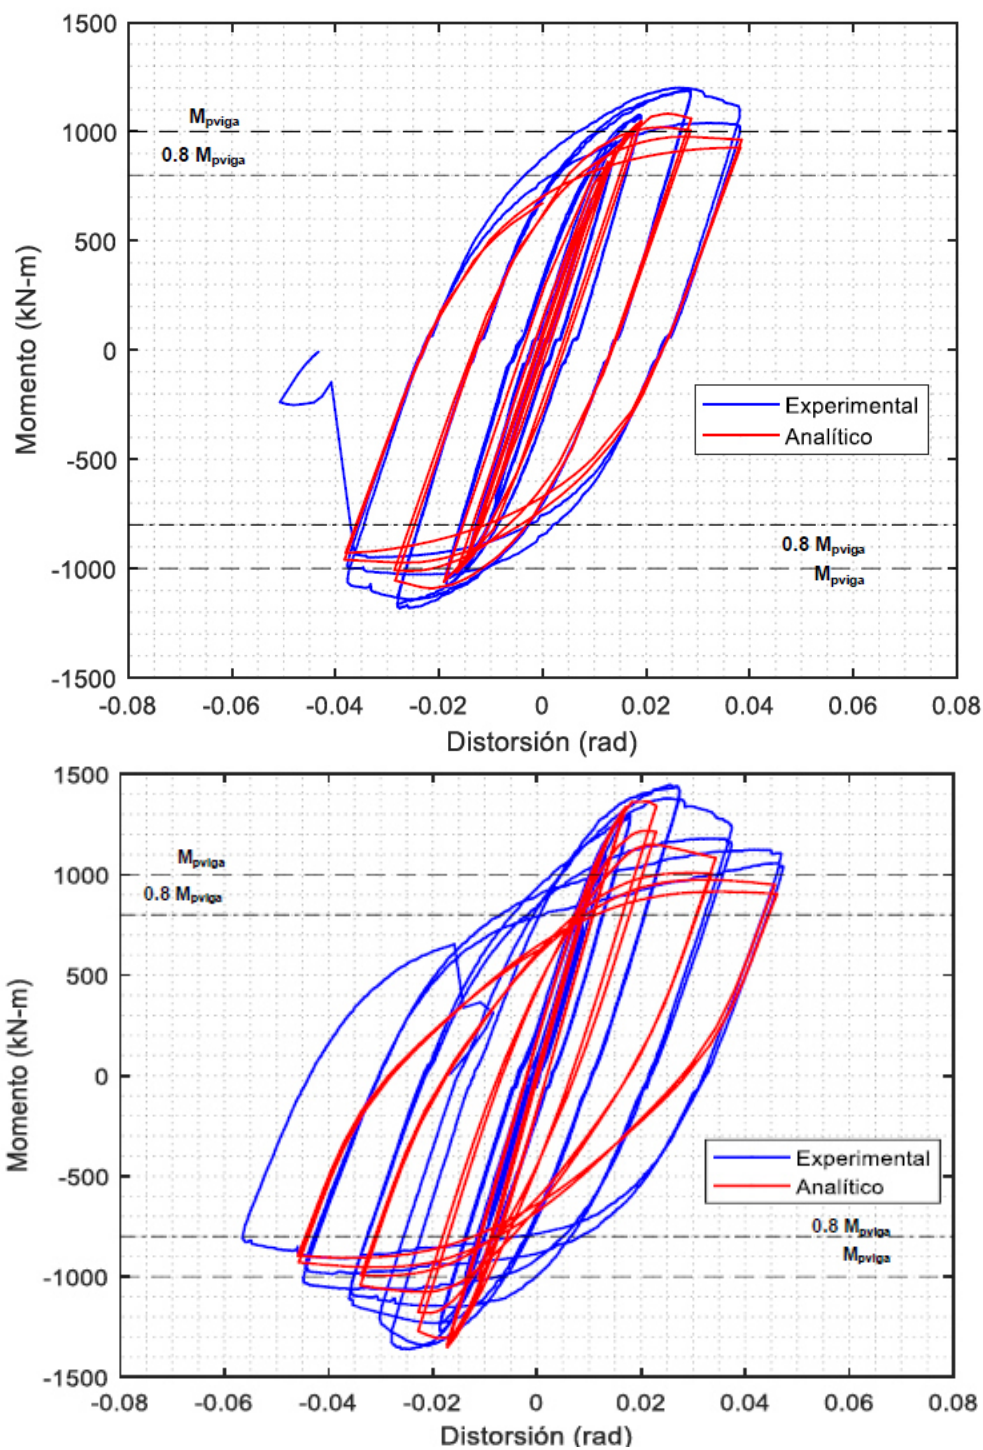 1500
1000
500
0
-500
-1000
-1500
Momento (kN-m)
Mpviga
0.8 Mpviga
Experimental
Analítico
0.8 Mpviga
Mpviga
-0.08 -0.06 -0.04 -0.02 0 0.02 0.04 0.06 0.08
Distorsión (rad)
1500
1000
500
0
-500
-1000
-1500
Momento (kN-m)
Mpviga
0.8 Mpviga
Experimental
Analítico
0.8 Mpviga
Mpviga
-0.08 -0.06 -0.04 -0.02 0 0.02 0.04 0.06 0.08
Distorsión (rad)